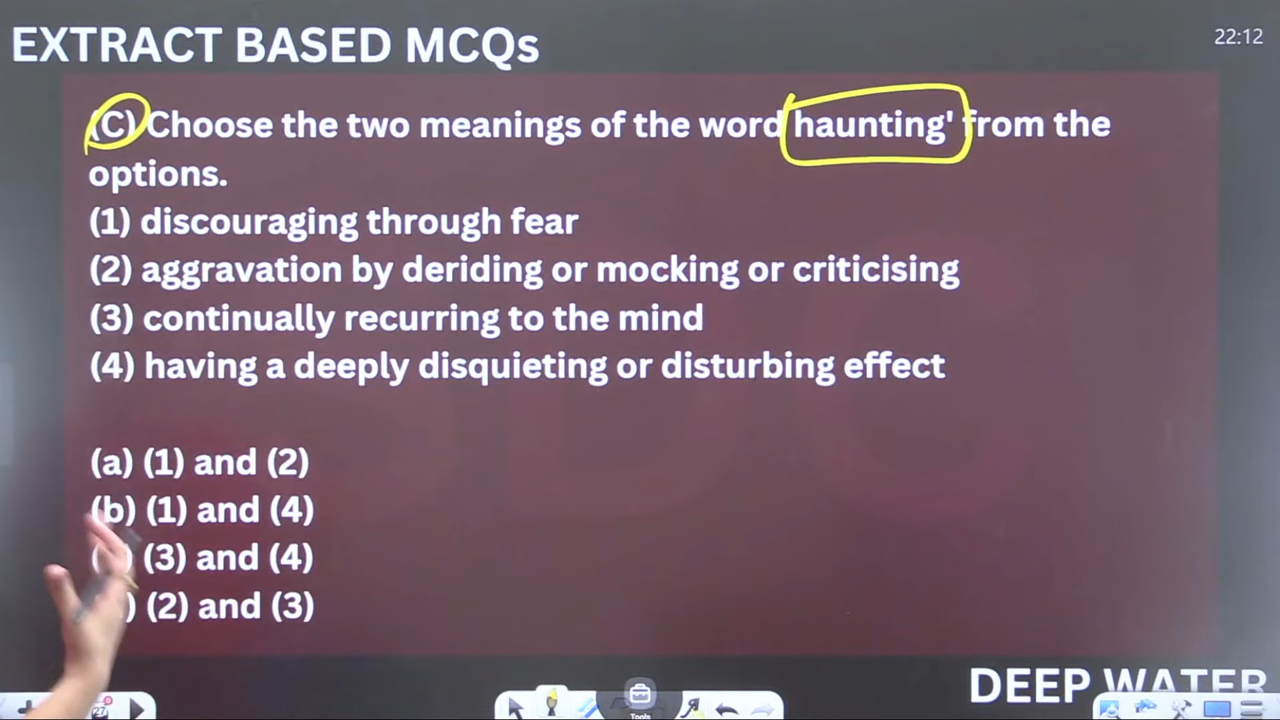 EXTRACT BASED MCQs
22:12
(C) Choose the two meanings of the word haunting' from the
options.
(1) discouraging through fear
(2) aggravation by deriding or mocking or criticising
(3) continually recurring to the mind
(4) having a deeply disquieting or disturbing effect
(a) (1) and (2)
(b) (1) and (4)
(3) and (4)
(2) and (3)
DEEP WATER
27
Tools